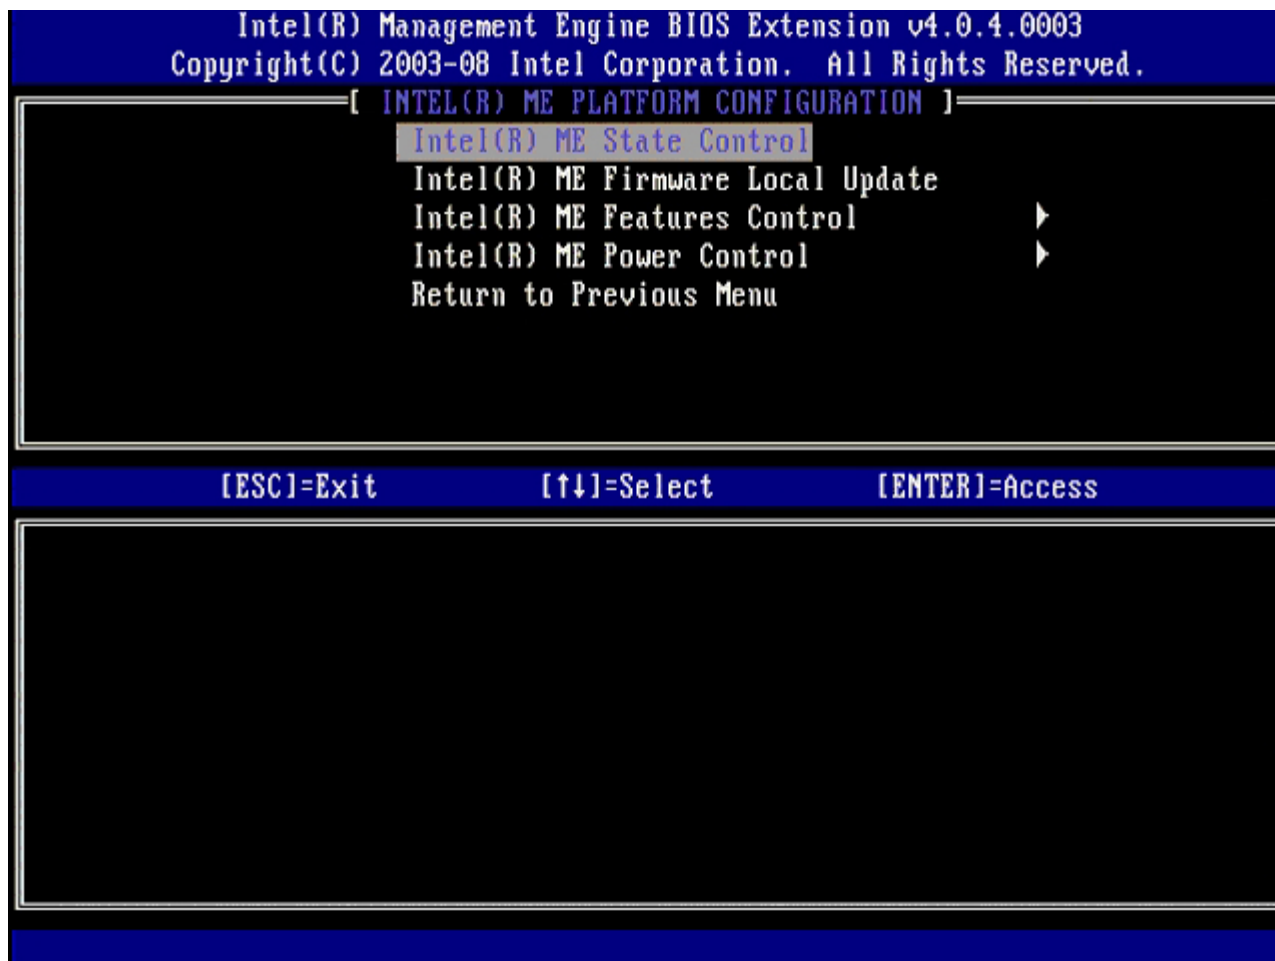 Intel(R) Management Engine BIOS Extension v4.0.4.0003
Copyright(C) 2003-08 Intel Corporation.  All Rights Reserved.
[ INTEL(R) ME PLATFORM CONFIGURATION ]
Intel(R) ME State Control
Intel(R) ME Firmware Local Update
Intel(R) ME Features Control ►
Intel(R) ME Power Control ►
Return to Previous Menu
[ESC]=Exit [↑↓]=Select [ENTER]=Access